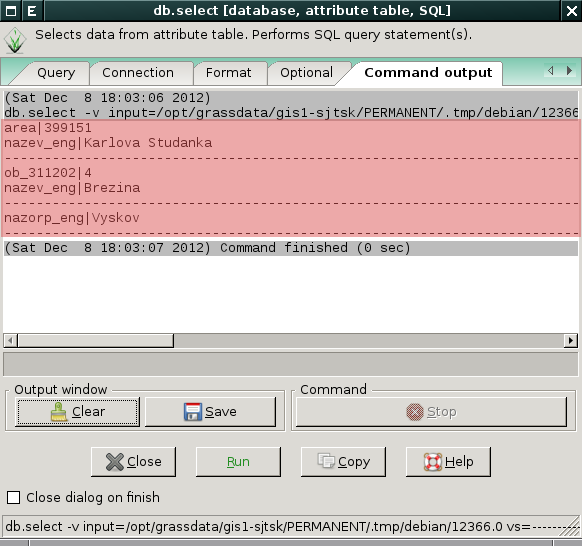 db.select [database, attribute table, SQL]
Selects data from attribute table. Performs SQL query statement(s).
Query Connection Format Optional Command output
(Sat Dec  8 18:03:06 2012)
db.select -v input=/opt/grassdata/gis1-sjtsk/PERMANENT/.tmp/debian/12366
area|399151
nazev_eng|Karlova Studanka
------------------------------------------------------------------------
ob_311202|4
nazev_eng|Brezina
------------------------------------------------------------------------
nazorp_eng|Vyskov
------------------------------------------------------------------------
(Sat Dec  8 18:03:07 2012) Command finished (0 sec)
Output window
Clear Save
Command
Stop
Close Run Copy Help
Close dialog on finish
db.select -v input=/opt/grassdata/gis1-sjtsk/PERMANENT/.tmp/debian/12366.0 vs=----------